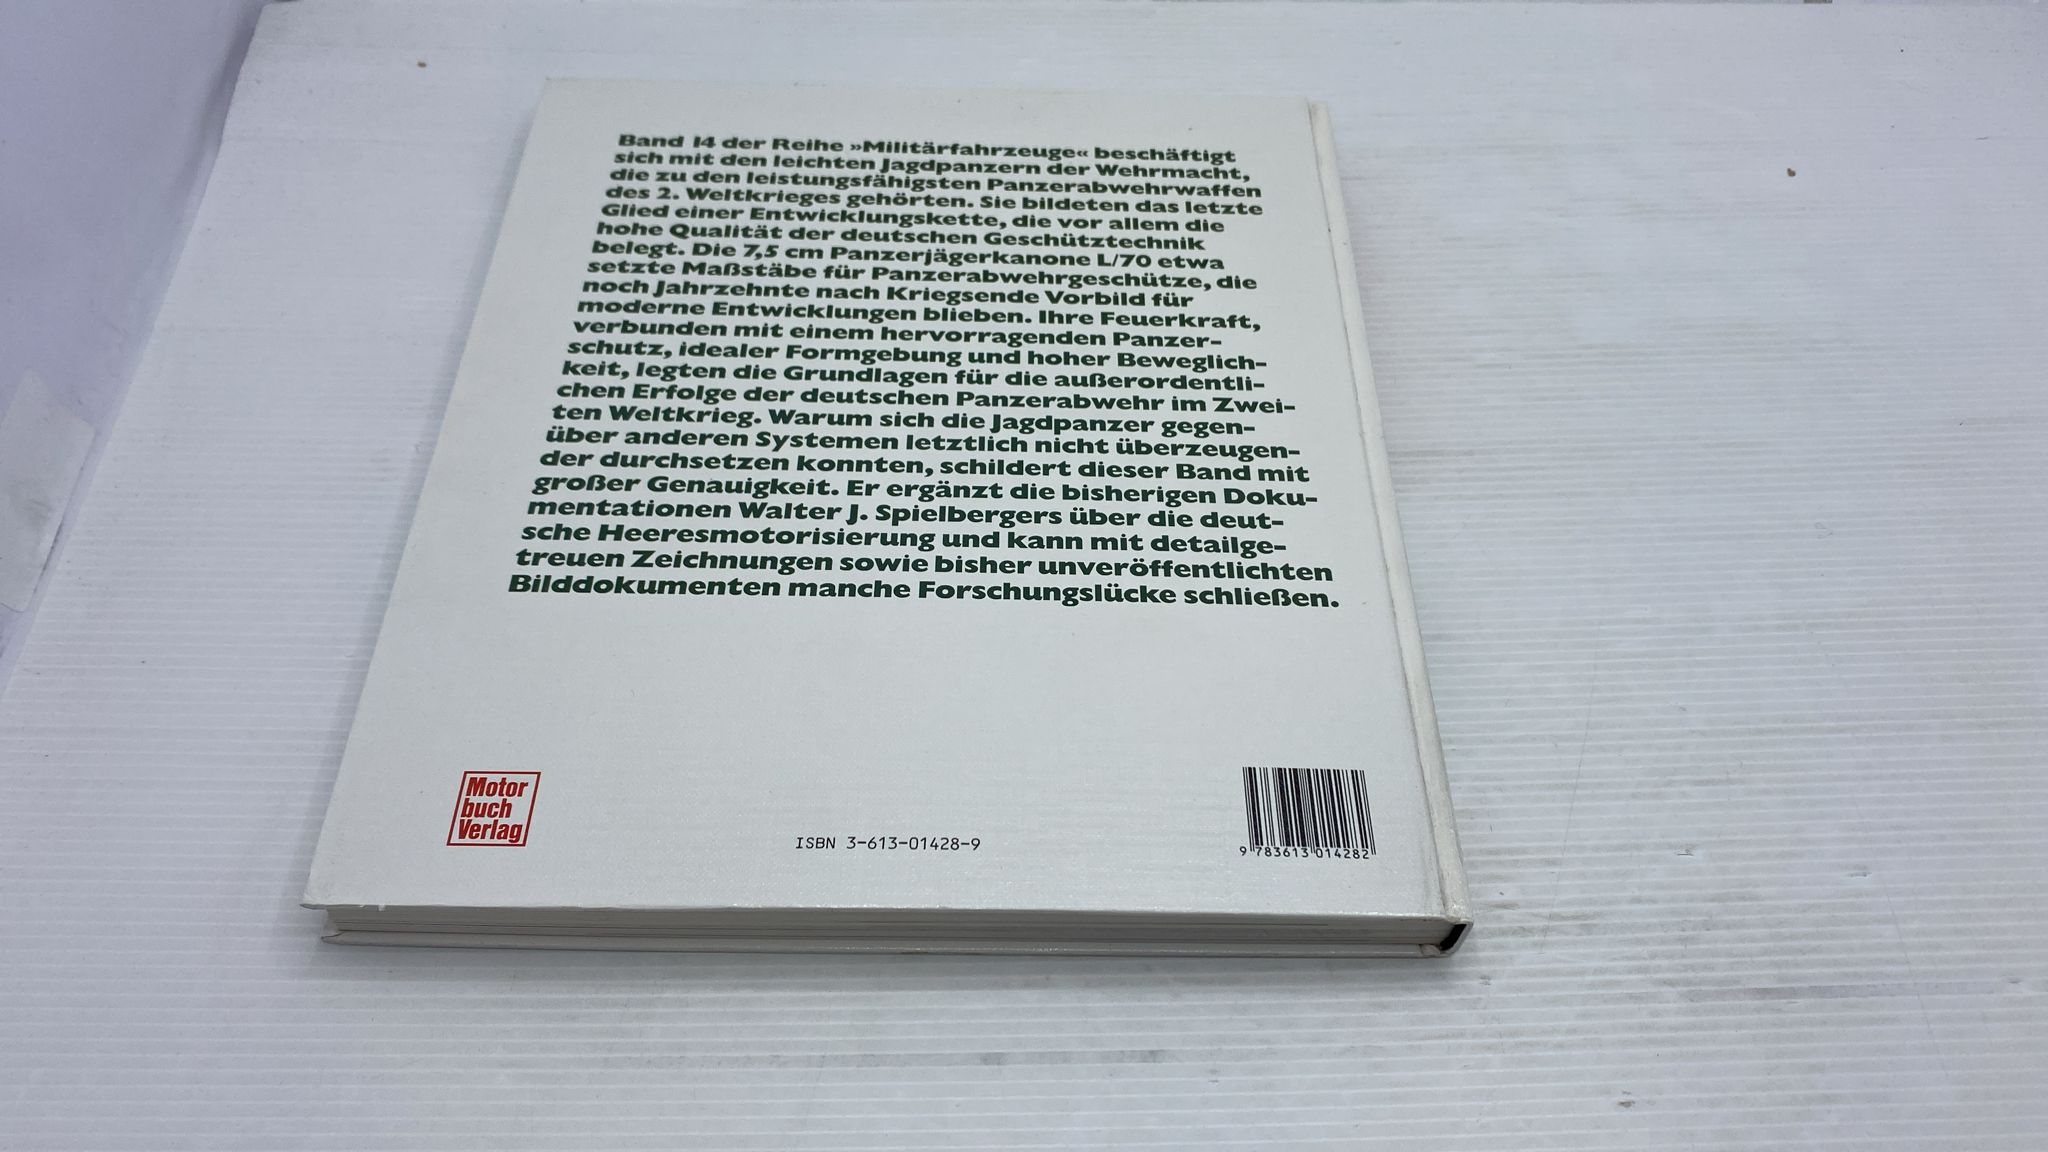 Band 14 der Reihe »Militärfahrzeuge« beschäftigt
sich mit den leichten Jagdpanzern der Wehrmacht,
die zu den leistungsfähigsten Panzerabwehrwaffen
des 2. Weltkrieges gehörten. Sie bildeten das letzte
Glied einer Entwicklungskette, die vor allem die
hohe Qualität der deutschen Geschütztechnik
belegt. Die 7,5 cm Panzerjägerkanone L/70 etwa
setzte Maßstäbe für Panzerabwehrgeschütze, die
noch Jahrzehnte nach Kriegsende Vorbild für
moderne Entwicklungen blieben. Ihre Feuerkraft,
verbunden mit einem hervorragenden Panzer-
schutz, idealer Formgebung und hoher Beweglich-
keit, legten die Grundlagen für die außerordentli-
chen Erfolge der deutschen Panzerabwehr im Zwei-
ten Weltkrieg. Warum sich die Jagdpanzer gegen-
über anderen Systemen letztlich nicht überzeugen-
der durchsetzen konnten, schildert dieser Band mit
großer Genauigkeit. Er ergänzt die bisherigen Doku-
mentationen Walter J. Spielbergers über die deut-
sche Heeresmotorisierung und kann mit detailge-
treuen Zeichnungen sowie bisher unveröffentlichten
Bilddokumenten manche Forschungslücke schließen.
Motor
buch
Verlag
ISBN 3-613-01428-9
9 783613 014282